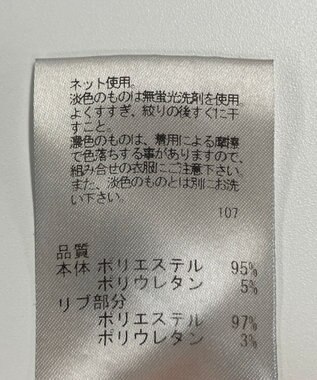 ネット使用。
淡色のものは無蛍光洗剤を使用
よくすすぎ、絞りの後すぐに干
すこと。
濃色のものは、着用による摩擦
で色落ちする事がありますので、
組み合せの衣服にご注意下さい。
また、淡色のものとは別にお洗
い下さい。
107
品質
本体 ポリエステル 95%
ポリウレタン 5%
リブ部分
ポリエステル 97%
ポリウレタン 3%